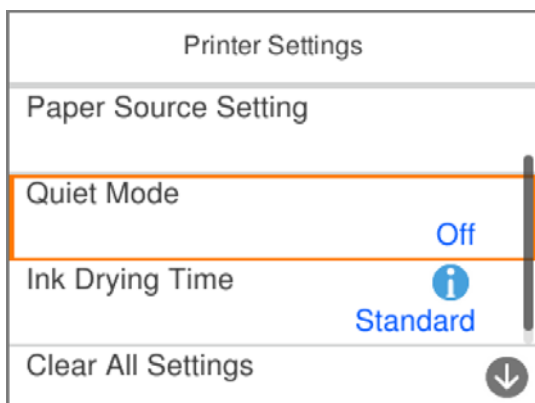 Printer Settings
Paper Source Setting
Quiet Mode
Off
Ink Drying Time
Standard
Clear All Settings